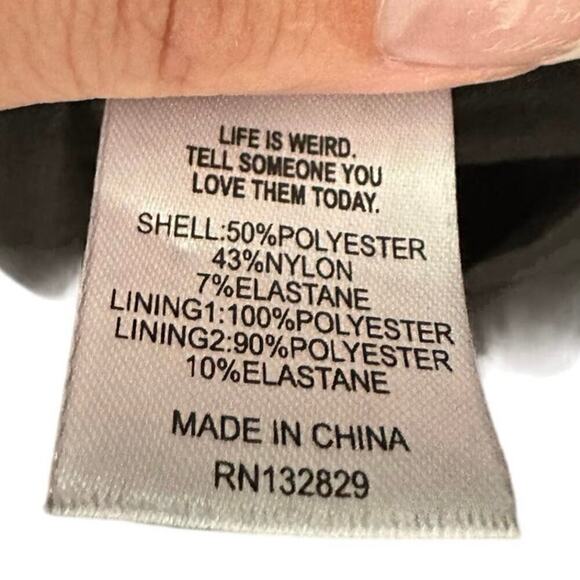 LIFE IS WEIRD.
TELL SOMEONE YOU
LOVE THEM TODAY.
SHELL:50%POLYESTER
43%NYLON
7%ELASTANE
LINING1:100%POLYESTER
LINING2:90%POLYESTER
10%ELASTANE
MADE IN CHINA
RN132829